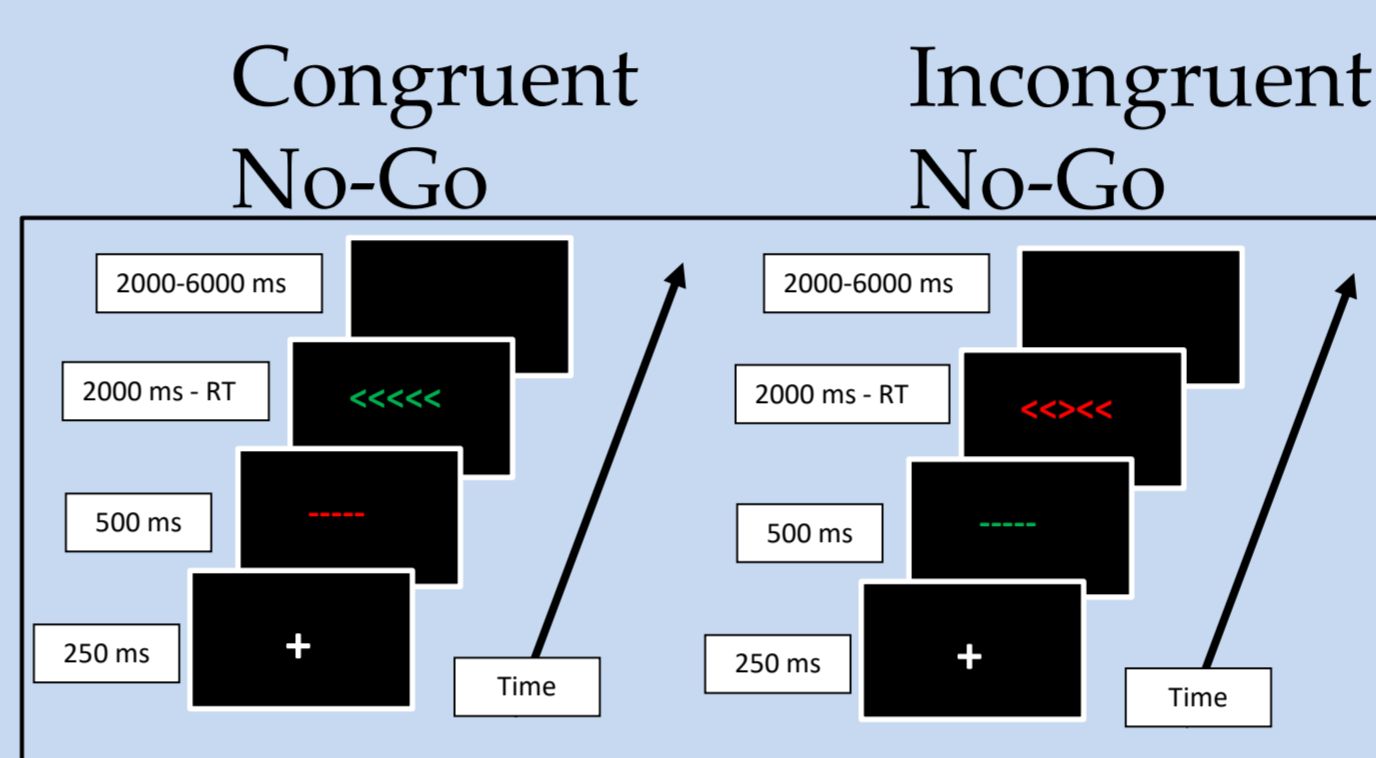 Congruent
No-Go
2000-6000 ms
2000 ms - RT
<<<<<
500 ms
-----
250 ms
+
Time
Incongruent
No-Go
2000-6000 ms
2000 ms - RT
<<><<
500 ms
-----
250 ms
+
Time